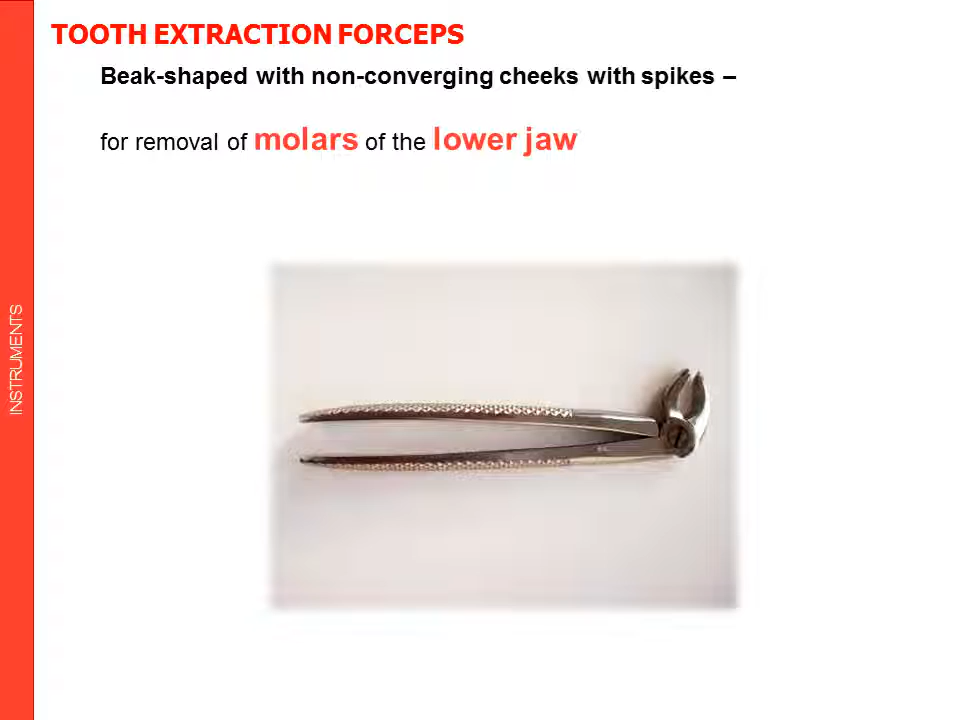 TOOTH EXTRACTION FORCEPS
Beak-shaped with non-converging cheeks with spikes –
for removal of molars of the lower jaw
INSTRUMENTS